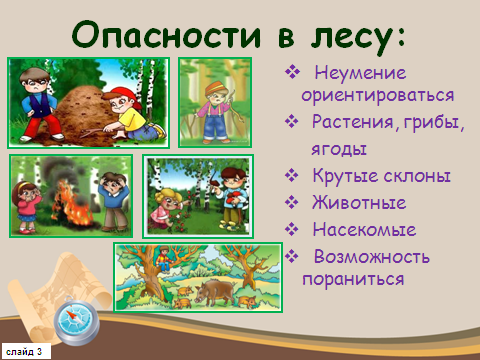 Опасности в лесу:
❖ Неумение
ориентироваться
❖ Растения, грибы,
ягоды
❖ Крутые склоны
❖ Животные
❖ Насекомые
❖ Возможность
пораниться
слайд 3